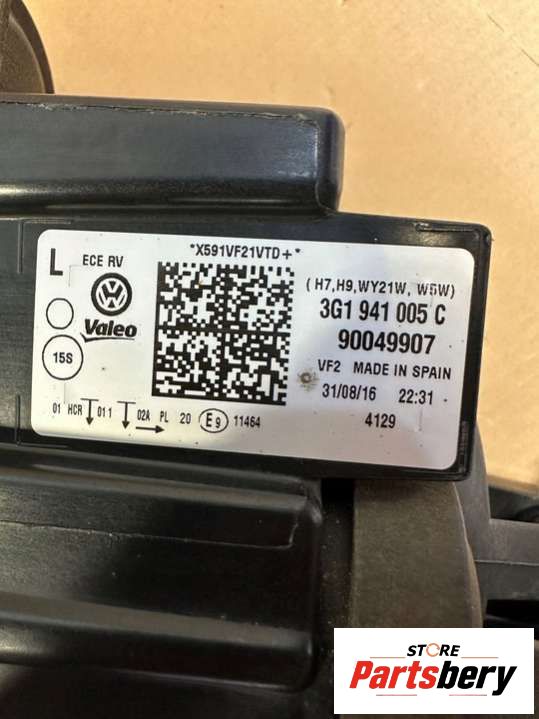 *X591VF21VTD+*
L ECE RV
(H7,H9,WY21W, W5W)
3G1 941 005 C
Valeo
90049907
15S
VF2 MADE IN SPAIN
31/08/16 22:31
01 HCR 011 02A PL 20 E9 11464
4129
STORE
Partsbery